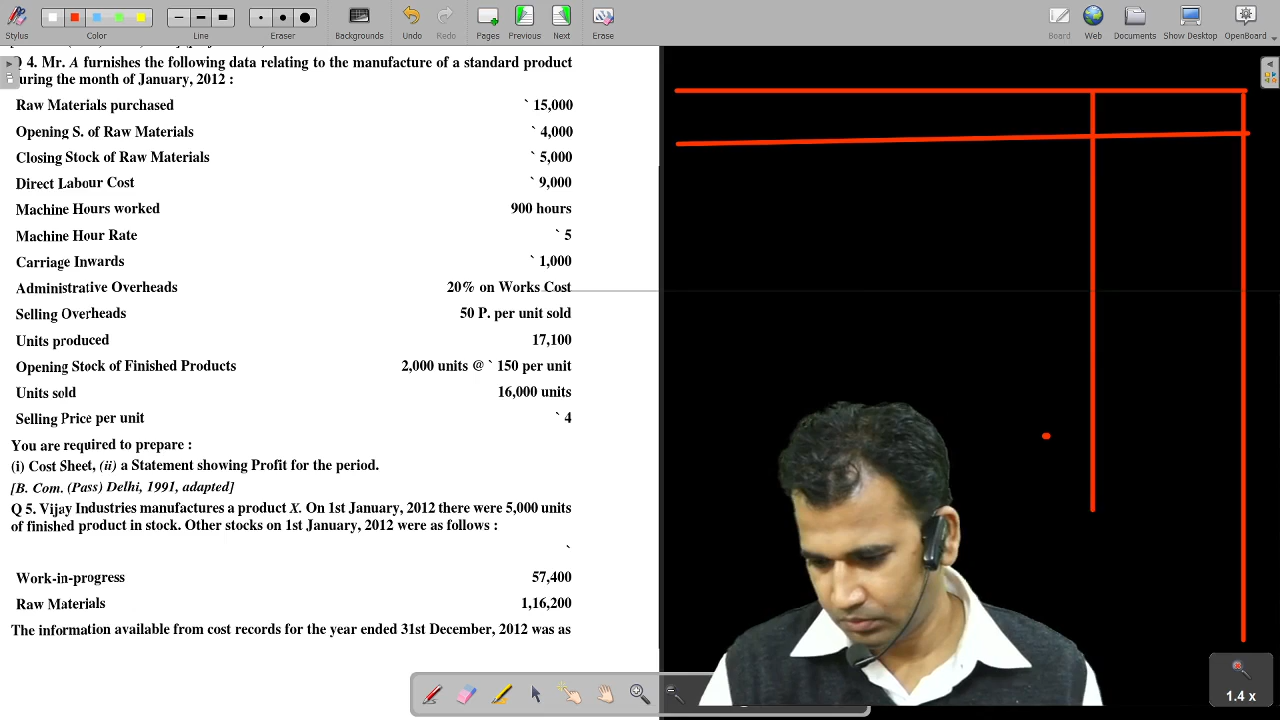 Stylus
Color
Line
Eraser
Backgrounds
Undo
Redo
Pages
Previous
Next
Erase
Board
Web
Documents
Show Desktop
OpenBoard
Q 4. Mr. A furnishes the following data relating to the manufacture of a standard product
during the month of January, 2012 :
Raw Materials purchased ` 15,000
Opening S. of Raw Materials ` 4,000
Closing Stock of Raw Materials ` 5,000
Direct Labour Cost ` 9,000
Machine Hours worked 900 hours
Machine Hour Rate ` 5
Carriage Inwards ` 1,000
Administrative Overheads 20% on Works Cost
Selling Overheads 50 P. per unit sold
Units produced 17,100
Opening Stock of Finished Products 2,000 units @ ` 150 per unit
Units sold 16,000 units
Selling Price per unit ` 4
You are required to prepare :
(i) Cost Sheet, (ii) a Statement showing Profit for the period.
[B. Com. (Pass) Delhi, 1991, adapted]
Q 5. Vijay Industries manufactures a product X. On 1st January, 2012 there were 5,000 units
of finished product in stock. Other stocks on 1st January, 2012 were as follows :
`
Work-in-progress 57,400
Raw Materials 1,16,200
The information available from cost records for the year ended 31st December, 2012 was as
1.4 x